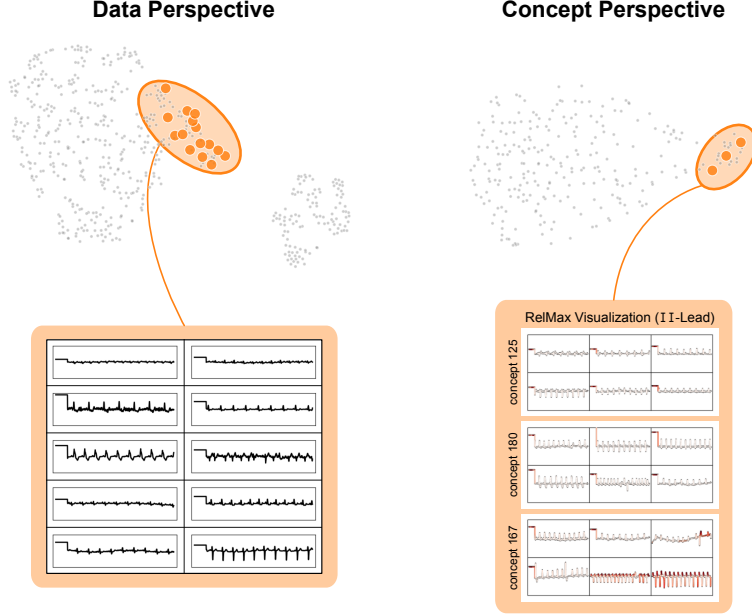 Data Perspective
Concept Perspective
RelMax Visualization (II-Lead)
concept 125
concept 180
concept 167